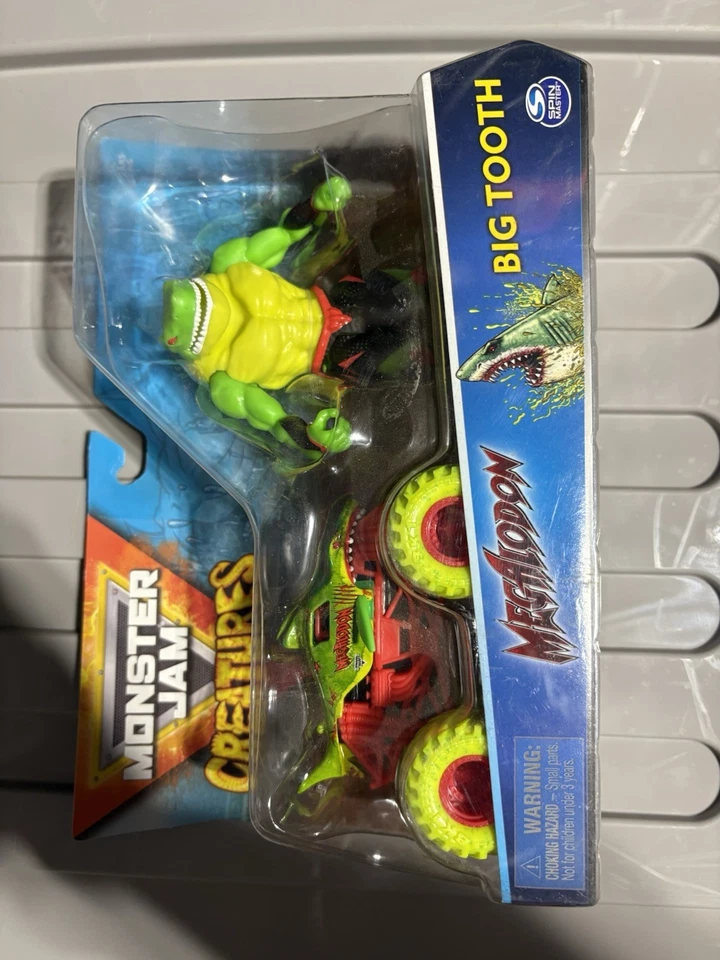 MONSTER
JAM
CREATURES
MEGALODON
BIG TOOTH
SPIN
MASTER
MEGALODON
WARNING:
CHOKING HAZARD — Small parts.
Not for children under 3 years.